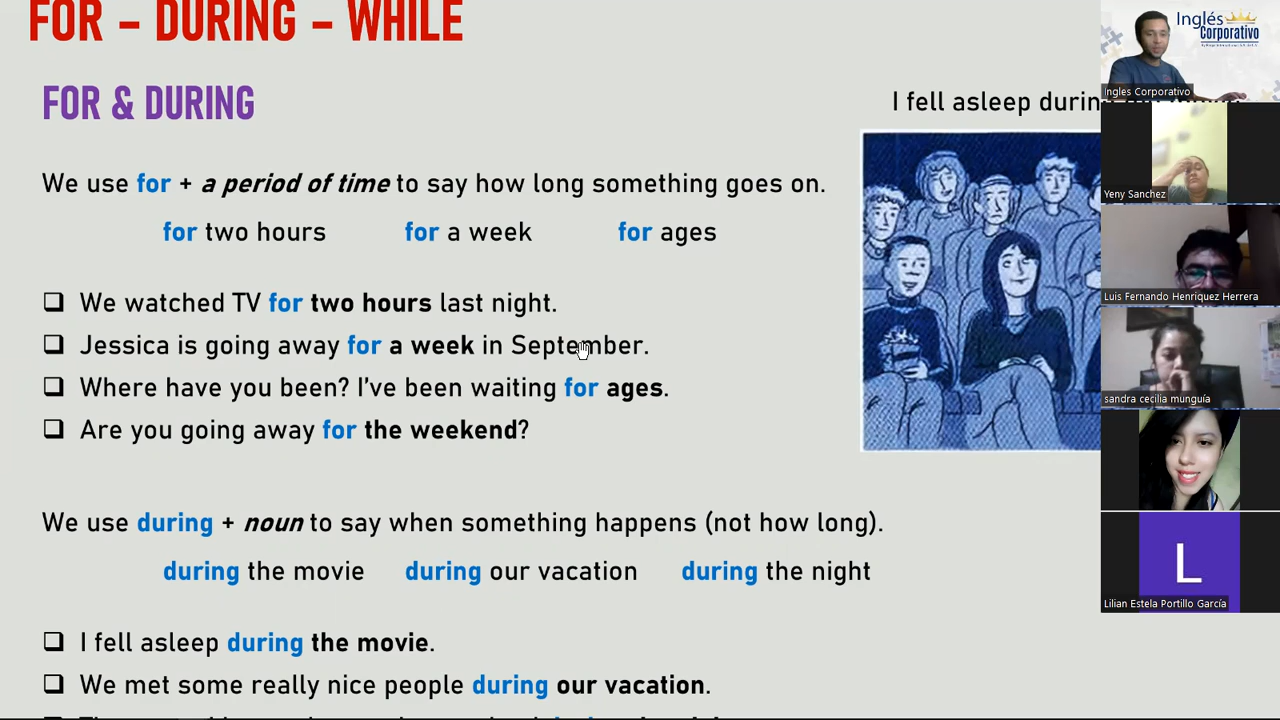 FOR – DURING – WHILE
FOR & DURING
I fell asleep durin
We use for + a period of time to say how long something goes on.
for two hours for a week for ages
❑ We watched TV for two hours last night.
❑ Jessica is going away for a week in September.
❑ Where have you been? I've been waiting for ages.
❑ Are you going away for the weekend?
We use during + noun to say when something happens (not how long).
during the movie during our vacation during the night
❑ I fell asleep during the movie.
❑ We met some really nice people during our vacation.
Inglés
Corporativo
Ingles Corporativo
Yeny Sanchez
Luis Fernando Henriquez Herrera
sandra cecilia munguía
L
Lilian Estela Portillo García